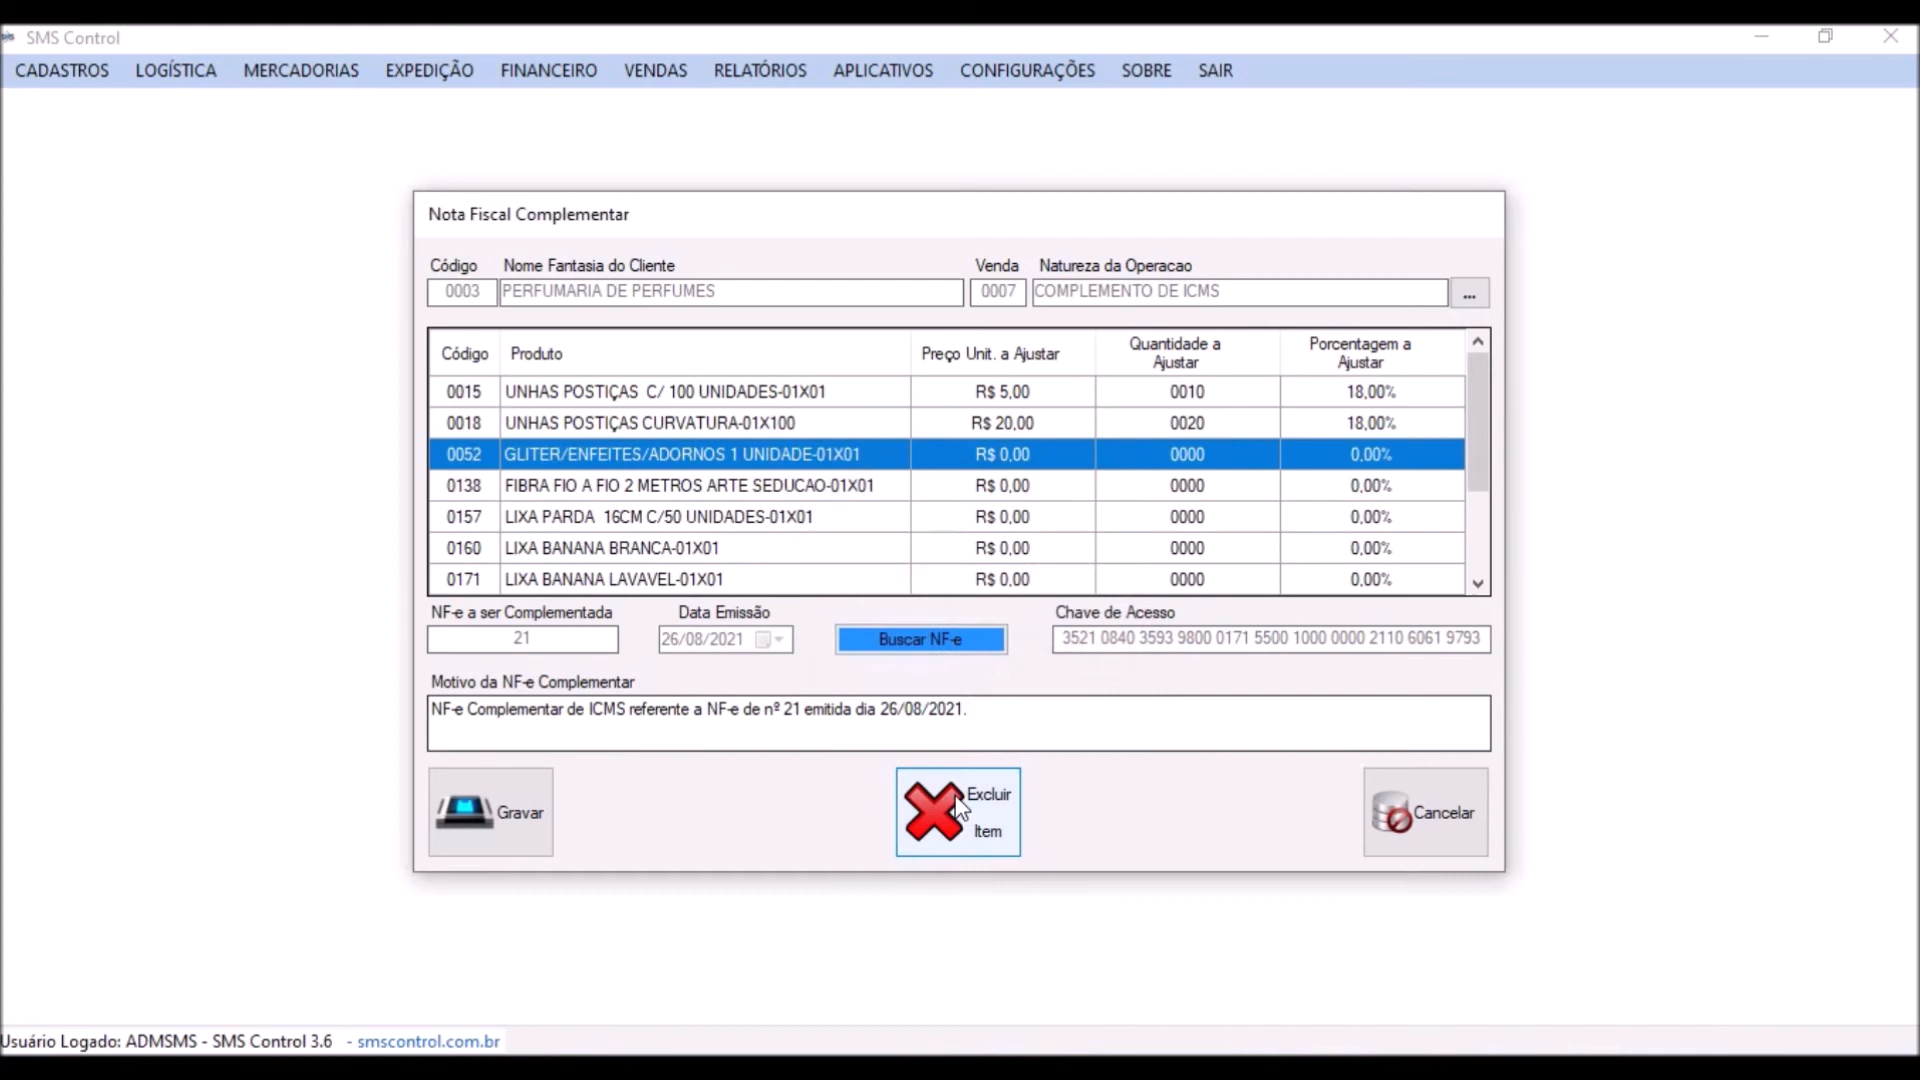 SMS Control
CADASTROS LOGÍSTICA MERCADORIAS EXPEDIÇÃO FINANCEIRO VENDAS RELATÓRIOS APLICATIVOS CONFIGURAÇÕES SOBRE SAIR
Nota Fiscal Complementar
Código Nome Fantasia do Cliente Venda Natureza da Operacao
0003 PERFUMARIA DE PERFUMES 0007 COMPLEMENTO DE ICMS ...
Código Produto Preço Unit. a Ajustar Quantidade a Ajustar Porcentagem a Ajustar
0015 UNHAS POSTIÇAS C/ 100 UNIDADES-01X01 R$ 5,00 0010 18,00%
0018 UNHAS POSTIÇAS CURVATURA-01X100 R$ 20,00 0020 18,00%
0052 GLITER/ENFEITES/ADORNOS 1 UNIDADE-01X01 R$ 0,00 0000 0,00%
0138 FIBRA FIO A FIO 2 METROS ARTE SEDUCAO-01X01 R$ 0,00 0000 0,00%
0157 LIXA PARDA 16CM C/50 UNIDADES-01X01 R$ 0,00 0000 0,00%
0160 LIXA BANANA BRANCA-01X01 R$ 0,00 0000 0,00%
0171 LIXA BANANA LAVAVEL-01X01 R$ 0,00 0000 0,00%
NF-e a ser Complementada Data Emissão Chave de Acesso
21 26/08/2021 Buscar NF-e 3521 0840 3593 9800 0171 5500 1000 0000 2110 6061 9793
Motivo da NF-e Complementar
NF-e Complementar de ICMS referente a NF-e de nº 21 emitida dia 26/08/2021.
Gravar Excluir Item Cancelar
Usuário Logado: ADMSMS - SMS Control 3.6 - smscontrol.com.br